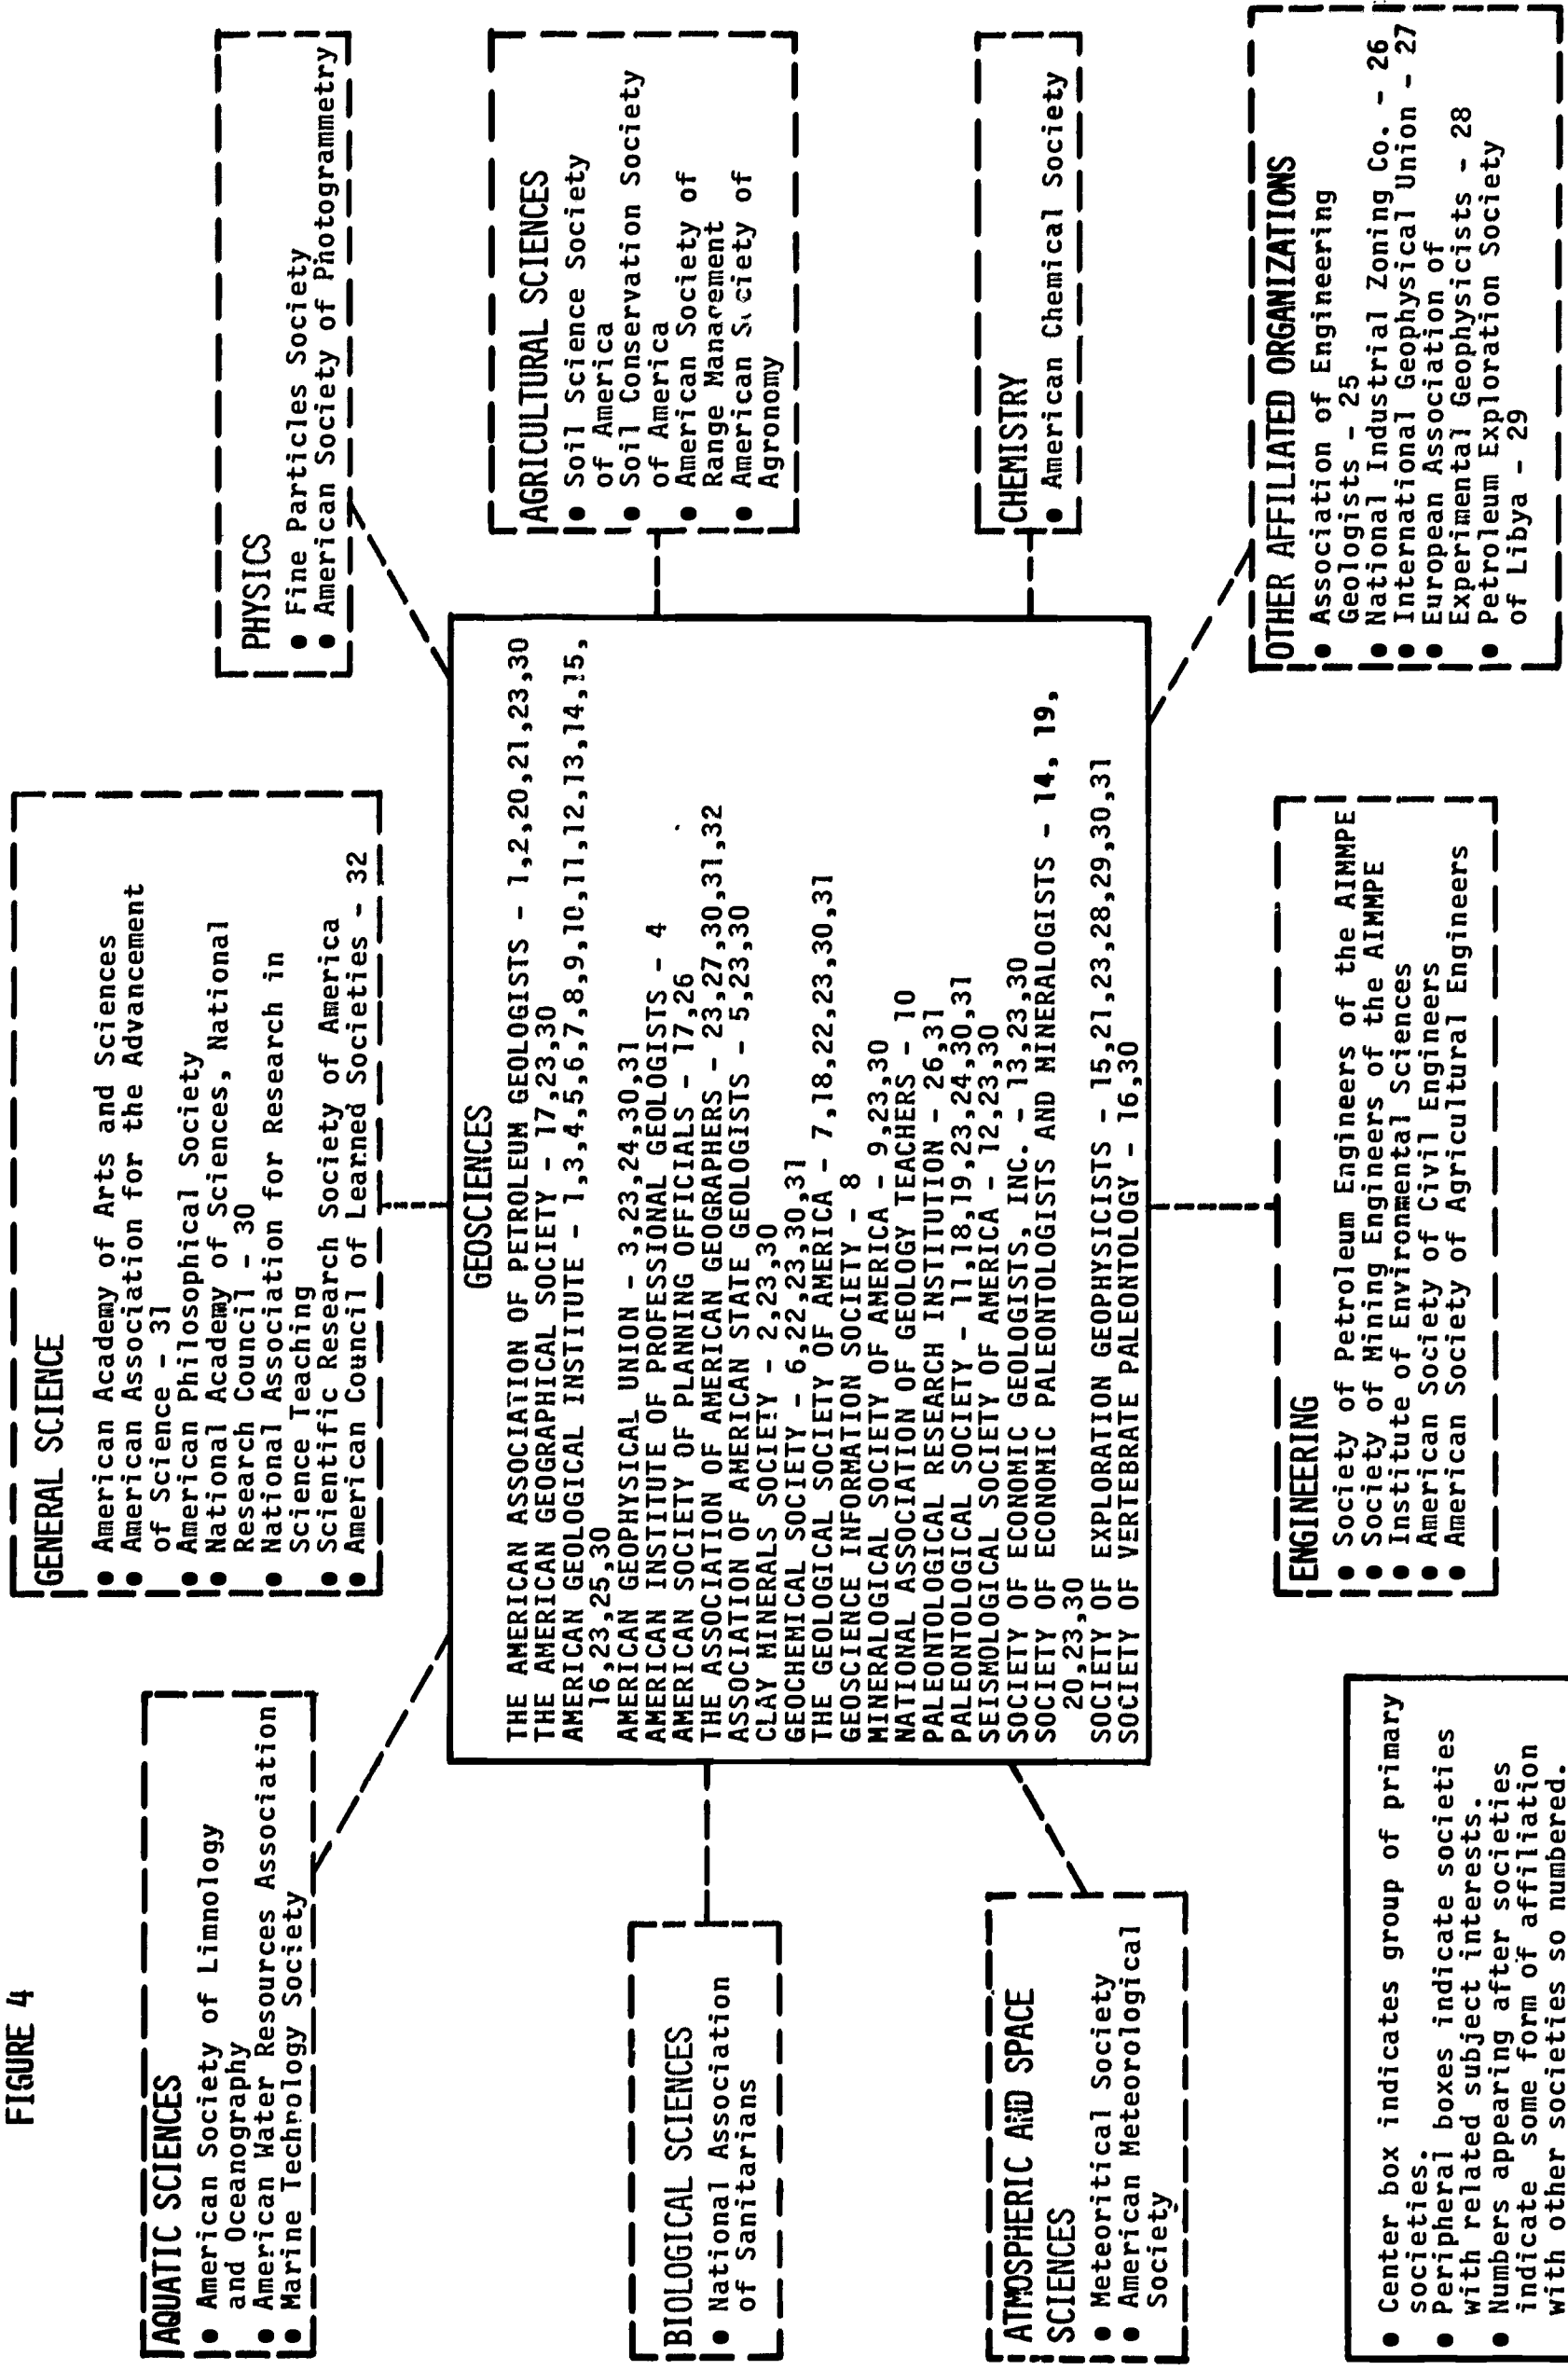 FIGURE 4
AQUATIC SCIENCES
● American Society of Limnology
and Oceanography
● American Water Resources Association
● Marine Technology Society
GENERAL SCIENCE
● American Academy of Arts and Sciences
● American Association for the Advancement
of Science - 31
● American Philosophical Society
● National Academy of Sciences, National
Research Council - 30
● National Association for Research in
Science Teaching
● Scientific Research Society of America
● American Council of Learned Societies - 32
PHYSICS
● Fine Particles Society
● American Society of Photogrammetry
BIOLOGICAL SCIENCES
● National Association
of Sanitarians
GEOSCIENCES
THE AMERICAN ASSOCIATION OF PETROLEUM GEOLOGISTS - 1,2,20,21,23,30
THE AMERICAN GEOGRAPHICAL SOCIETY - 17,23,30
AMERICAN GEOLOGICAL INSTITUTE - 1,3,4,5,6,7,8,9,10,11,12,13,14,15,
16,23,25,30
AMERICAN GEOPHYSICAL UNION - 3,23,24,30,31
AMERICAN INSTITUTE OF PROFESSIONAL GEOLOGISTS - 4
AMERICAN SOCIETY OF PLANNING OFFICIALS - 17,26
THE ASSOCIATION OF AMERICAN GEOGRAPHERS - 23,27,30,31,32
ASSOCIATION OF AMERICAN STATE GEOLOGISTS - 5,23,30
CLAY MINERALS SOCIETY - 2,23,30
GEOCHEMICAL SOCIETY - 6,22,23,30,31
THE GEOLOGICAL SOCIETY OF AMERICA - 7,18,22,23,30,31
GEOSCIENCE INFORMATION SOCIETY - 8
MINERALOGICAL SOCIETY OF AMERICA - 9,23,30
NATIONAL ASSOCIATION OF GEOLOGY TEACHERS - 10
PALEONTOLOGICAL RESEARCH INSTITUTION - 26,31
PALEONTOLOGICAL SOCIETY - 11,18,19,23,24,30,31
SEISMOLOGICAL SOCIETY OF AMERICA - 12,23,30
SOCIETY OF ECONOMIC GEOLOGISTS, INC. - 13,23,30
SOCIETY OF ECONOMIC PALEONTOLOGISTS AND MINERALOGISTS - 14, 19,
20,23,30
SOCIETY OF EXPLORATION GEOPHYSICISTS - 15,21,23,28,29,30,31
SOCIETY OF VERTEBRATE PALEONTOLOGY - 16,30
AGRICULTURAL SCIENCES
● Soil Science Society
of America
● Soil Conservation Society
of America
● American Society of
Range Management
● American Society of
Agronomy
ATMOSPHERIC AND SPACE
SCIENCES
● Meteoritical Society
● American Meteorological
Society
CHEMISTRY
● American Chemical Society
● Center box indicates group of primary
societies.
● Peripheral boxes indicate societies
with related subject interests.
● Numbers appearing after societies
indicate some form of affiliation
with other societies so numbered.
ENGINEERING
● Society of Petroleum Engineers of the AIMMPE
● Society of Mining Engineers of the AIMMPE
● Institute of Environmental Sciences
● American Society of Civil Engineers
● American Society of Agricultural Engineers
OTHER AFFILIATED ORGANIZATIONS
● Association of Engineering
Geologists - 25
● National Industrial Zoning Co. - 26
● International Geophysical Union - 27
● European Association of
Experimental Geophysicists - 28
● Petroleum Exploration Society
of Libya - 29